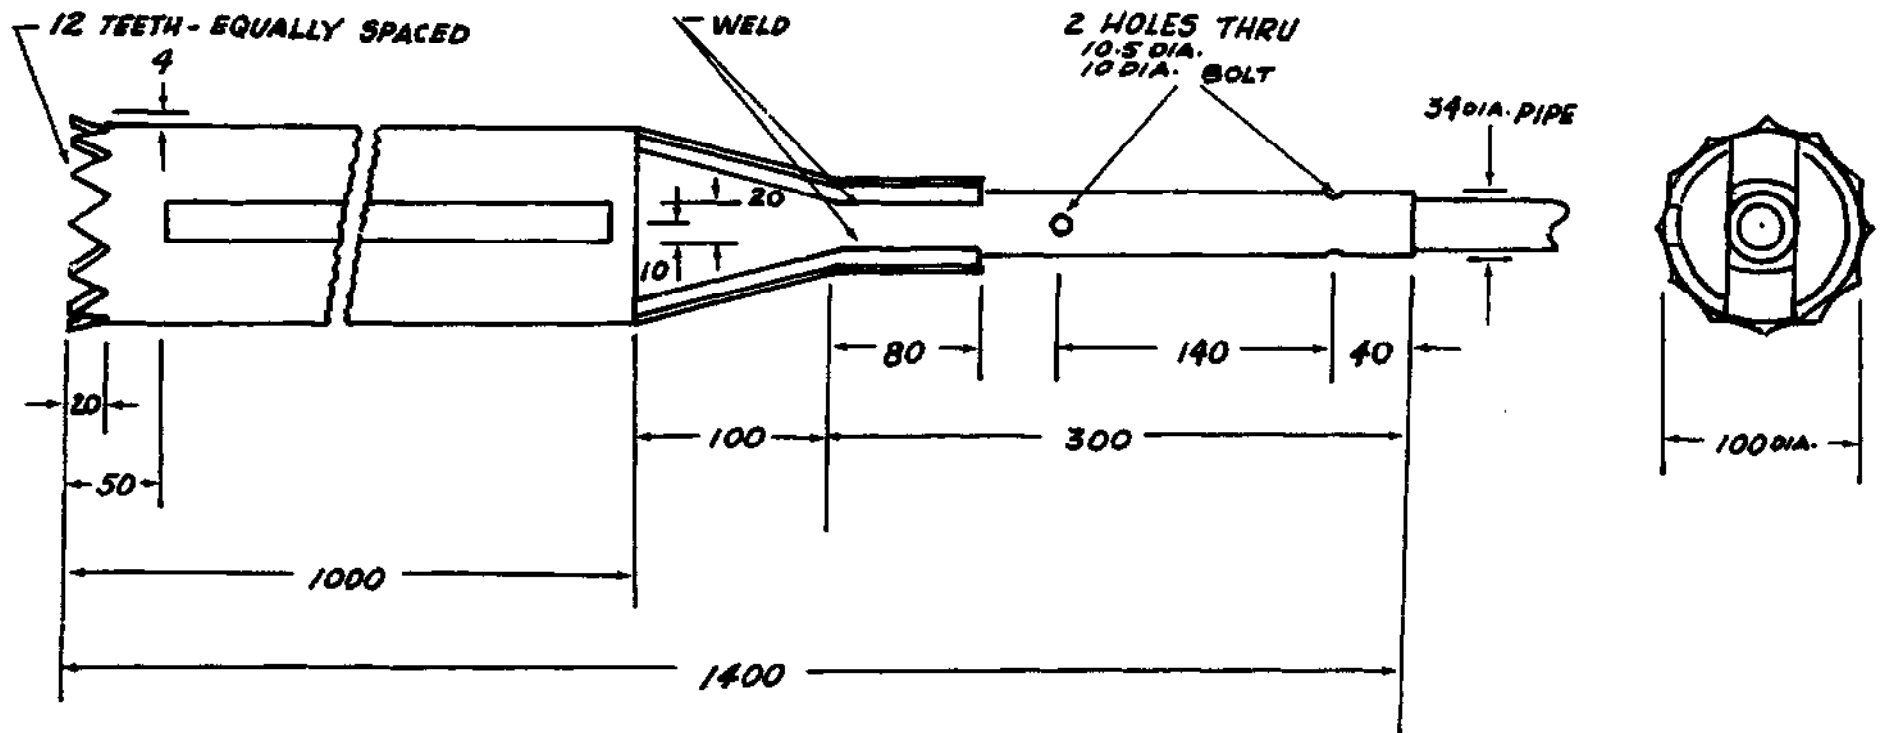 12 TEETH - EQUALLY SPACED
WELD
2 HOLES THRU
10.5 DIA.
10 DIA. BOLT
4
34 DIA. PIPE
20
10
80
140
40
20
100
300
100 DIA.
50
1000
1400